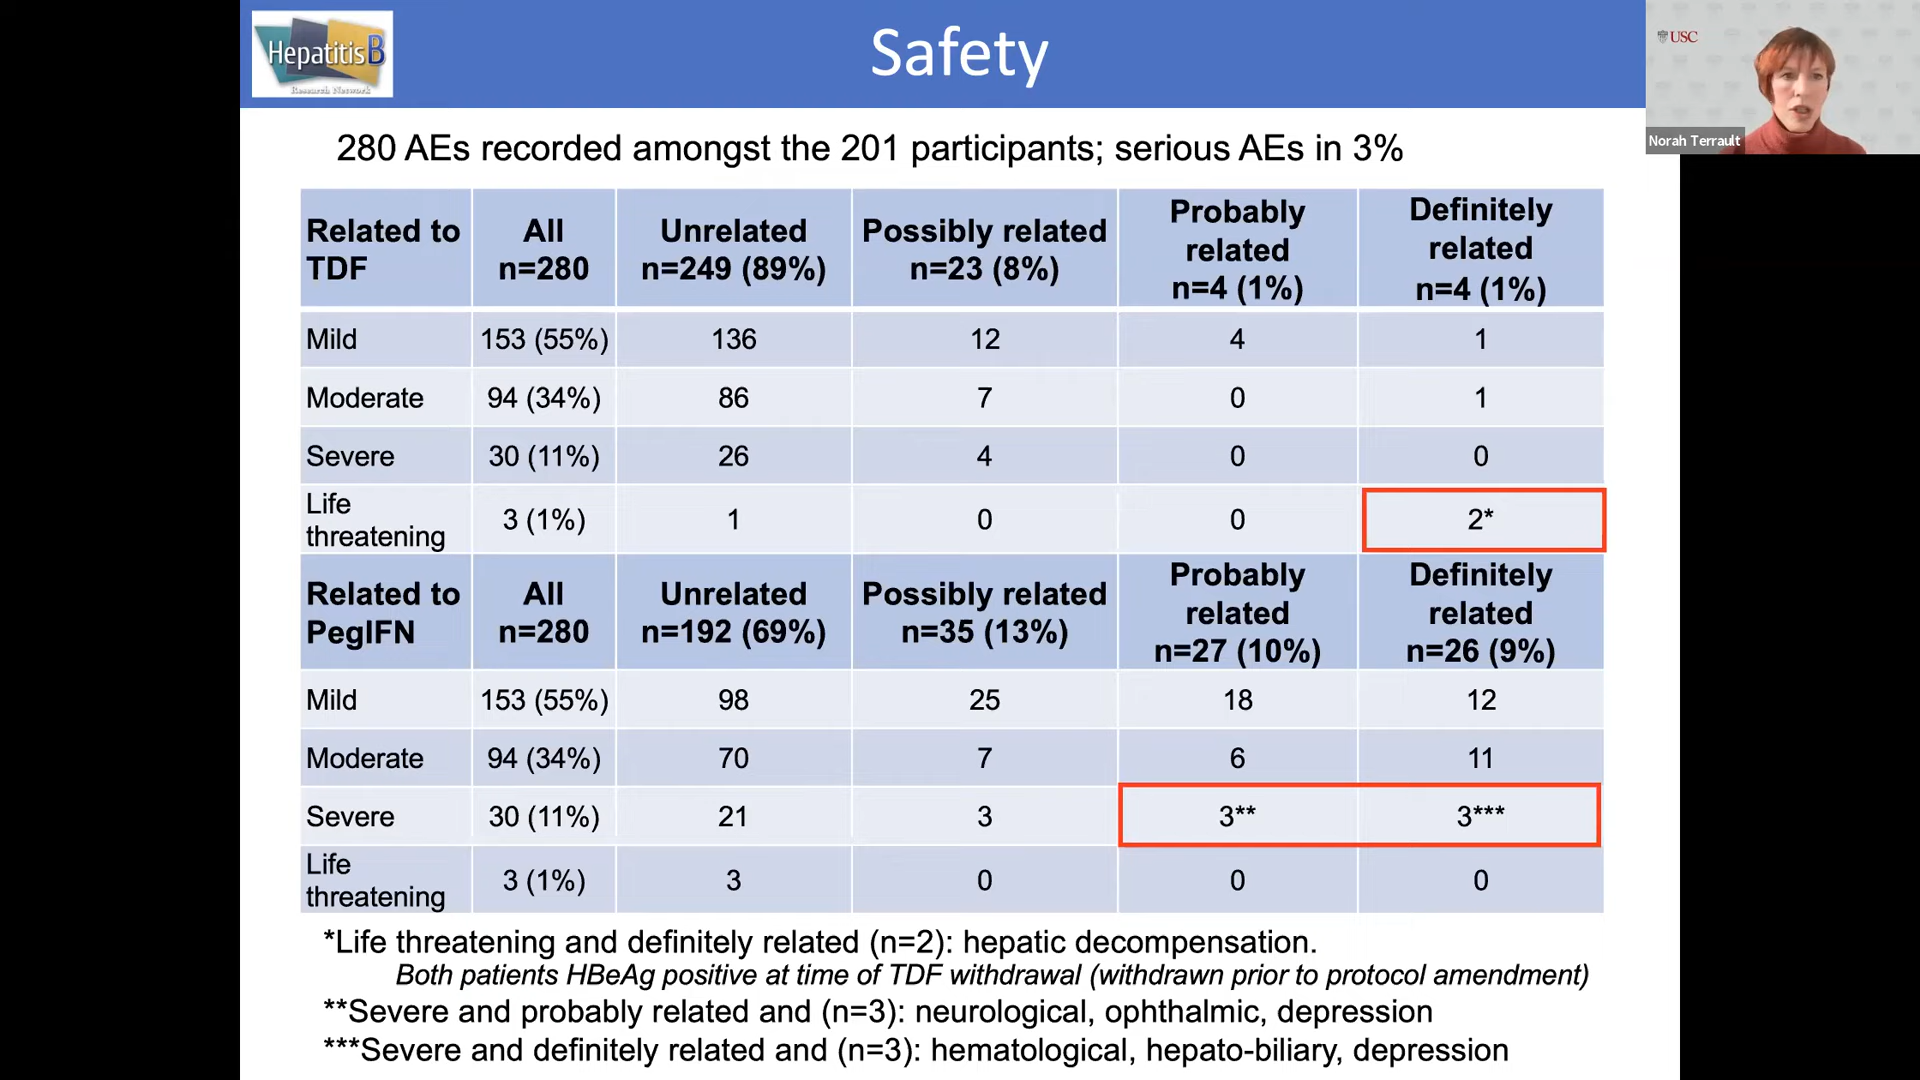 HepatitisB
Research Network
Safety
USC
Norah Terrault
280 AEs recorded amongst the 201 participants; serious AEs in 3%
Related to TDF All n=280 Unrelated n=249 (89%) Possibly related n=23 (8%) Probably related n=4 (1%) Definitely related n=4 (1%)
Mild 153 (55%) 136 12 4 1
Moderate 94 (34%) 86 7 0 1
Severe 30 (11%) 26 4 0 0
Life threatening 3 (1%) 1 0 0 2*
Related to PegIFN All n=280 Unrelated n=192 (69%) Possibly related n=35 (13%) Probably related n=27 (10%) Definitely related n=26 (9%)
Mild 153 (55%) 98 25 18 12
Moderate 94 (34%) 70 7 6 11
Severe 30 (11%) 21 3 3** 3***
Life threatening 3 (1%) 3 0 0 0
*Life threatening and definitely related (n=2): hepatic decompensation.
Both patients HBeAg positive at time of TDF withdrawal (withdrawn prior to protocol amendment)
**Severe and probably related and (n=3): neurological, ophthalmic, depression
***Severe and definitely related and (n=3): hematological, hepato-biliary, depression